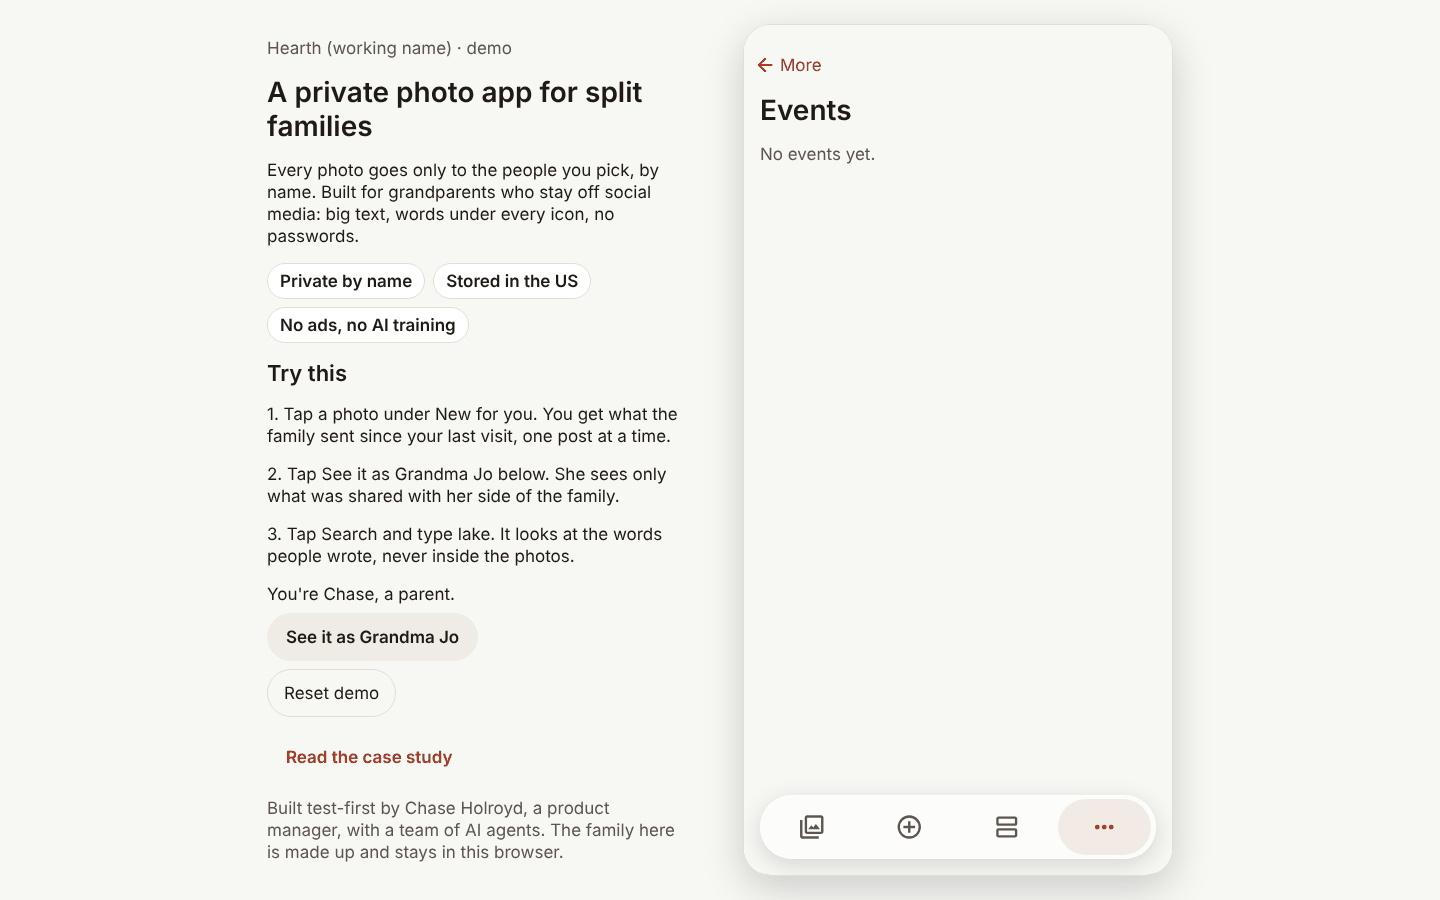 Hearth (working name) · demo
A private photo app for split
families
Every photo goes only to the people you pick, by
name. Built for grandparents who stay off social
media: big text, words under every icon, no
passwords.
Private by name
Stored in the US
No ads, no AI training
Try this
1. Tap a photo under New for you. You get what the
family sent since your last visit, one post at a time.
2. Tap See it as Grandma Jo below. She sees only
what was shared with her side of the family.
3. Tap Search and type lake. It looks at the words
people wrote, never inside the photos.
You're Chase, a parent.
See it as Grandma Jo
Reset demo
Read the case study
Built test-first by Chase Holroyd, a product
manager, with a team of AI agents. The family here
is made up and stays in this browser.
More
Events
No events yet.